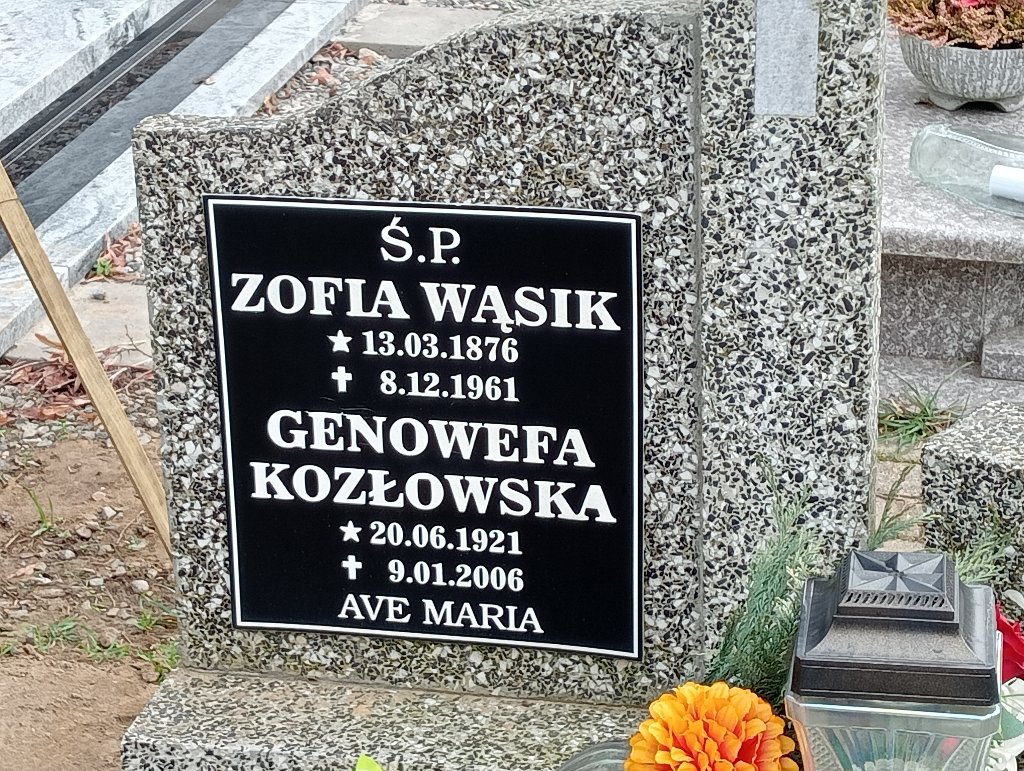 Ś.P.
ZOFIA WĄSIK
★ 13.03.1876
✝ 8.12.1961
GENOWEFA
KOZŁOWSKA
★ 20.06.1921
✝ 9.01.2006
AVE MARIA